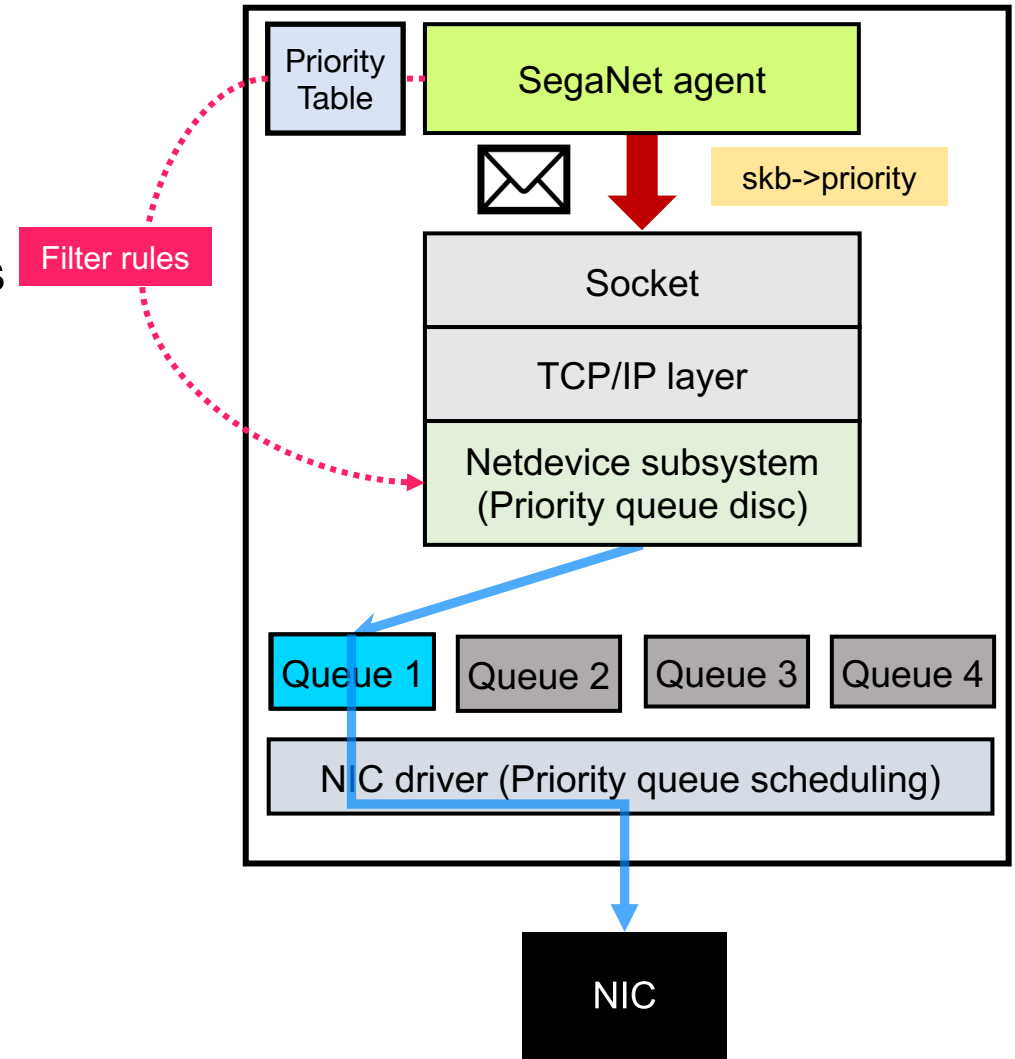 Priority
Table
SegaNet agent
skb->priority
s
Filter rules
Socket
TCP/IP layer
Netdevice subsystem
(Priority queue disc)
Queue 1
Queue 2
Queue 3
Queue 4
NIC driver (Priority queue scheduling)
NIC